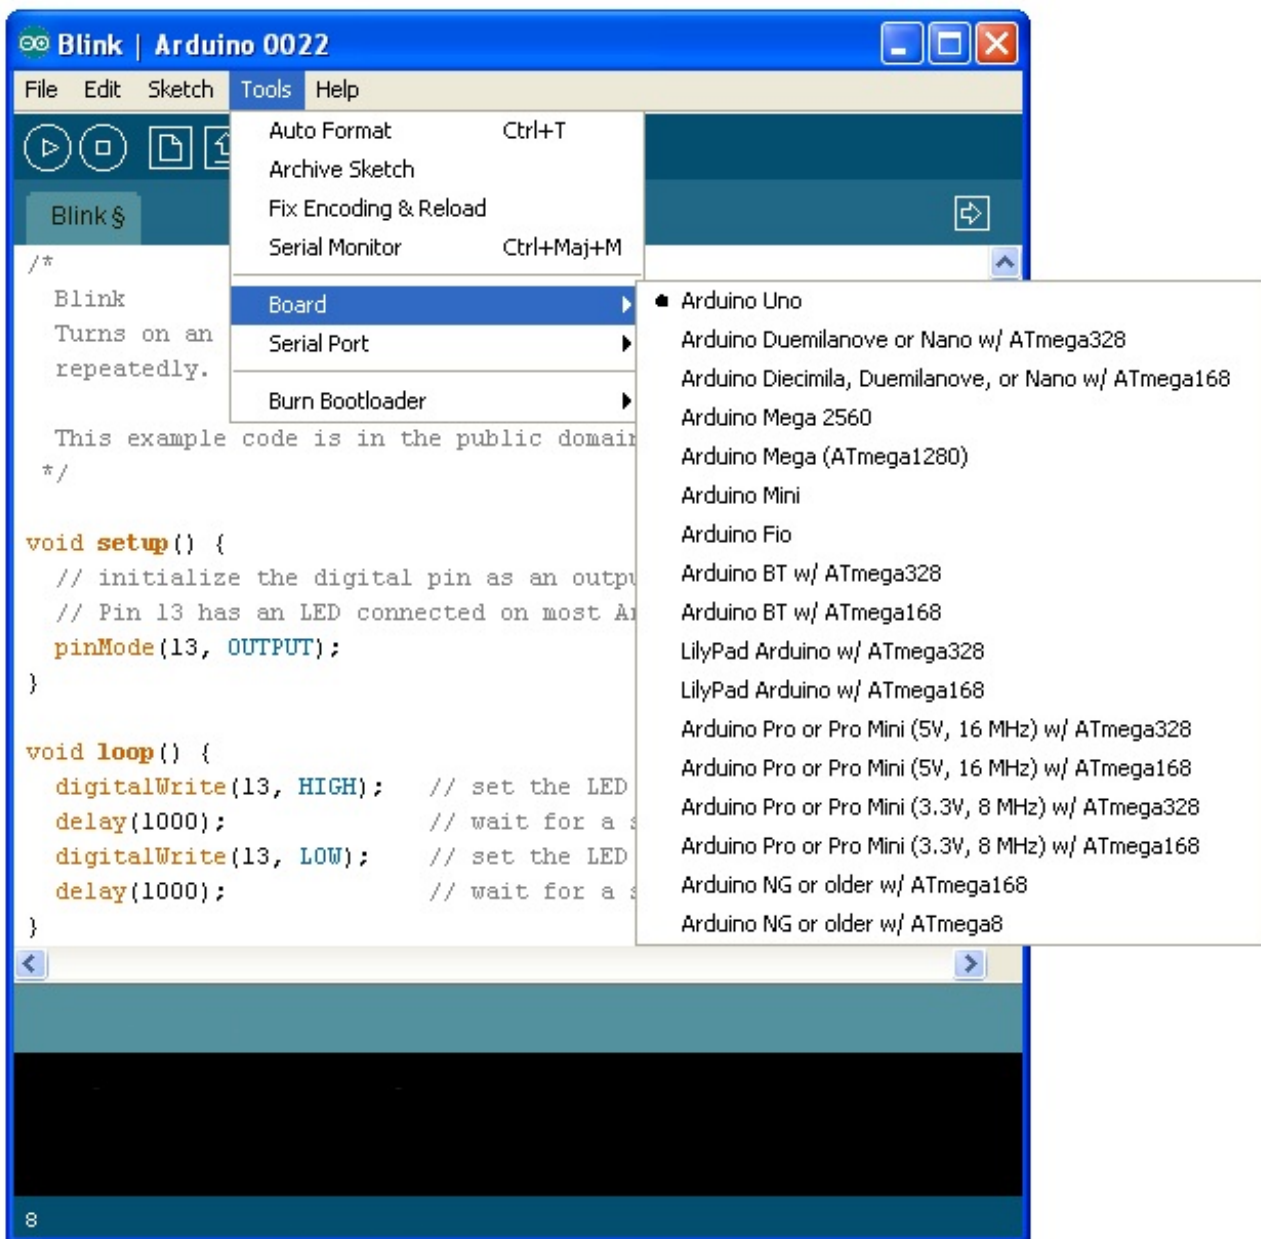 Blink | Arduino 0022
File Edit Sketch Tools Help
Auto Format Ctrl+T
Archive Sketch
Fix Encoding & Reload
Serial Monitor Ctrl+Maj+M
Board
Serial Port
Burn Bootloader
Arduino Uno
Arduino Duemilanove or Nano w/ ATmega328
Arduino Diecimila, Duemilanove, or Nano w/ ATmega168
Arduino Mega 2560
Arduino Mega (ATmega1280)
Arduino Mini
Arduino Fio
Arduino BT w/ ATmega328
Arduino BT w/ ATmega168
LilyPad Arduino w/ ATmega328
LilyPad Arduino w/ ATmega168
Arduino Pro or Pro Mini (5V, 16 MHz) w/ ATmega328
Arduino Pro or Pro Mini (5V, 16 MHz) w/ ATmega168
Arduino Pro or Pro Mini (3.3V, 8 MHz) w/ ATmega328
Arduino Pro or Pro Mini (3.3V, 8 MHz) w/ ATmega168
Arduino NG or older w/ ATmega168
Arduino NG or older w/ ATmega8
Blink §
/*
Blink
Turns on an
repeatedly.
This example code is in the public
*/
void setup() {
// initialize the digital pin as an
// Pin 13 has an LED connected on most
pinMode(13, OUTPUT);
}
void loop() {
digitalWrite(13, HIGH); // set the LED
delay(1000); // wait for a
digitalWrite(13, LOW); // set the LED
delay(1000); // wait for a
}
8